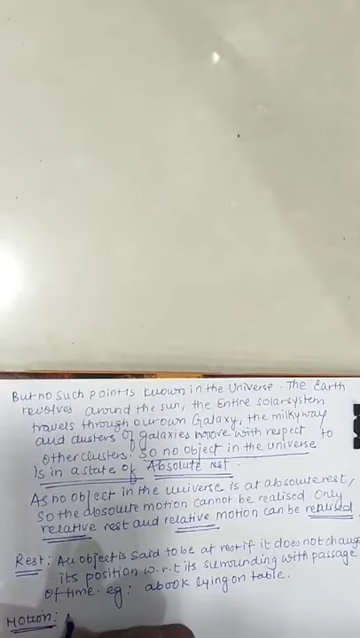 But no such point is known in the Universe. The Earth
revolves around the sun, the Entire solar system
travels through our own Galaxy, the milky way
and clusters of galaxies move with respect to
other clusters. So no object in the universe
is in a state of Absolute rest.
As no object in the universe is at absolute rest,
so the absolute motion cannot be realised only
relative rest and relative motion can be realised.
Rest: An object is said to be at rest if it does not change
its position w.r.t its surrounding with passage
of time. eg: a book lying on table.
Motion: